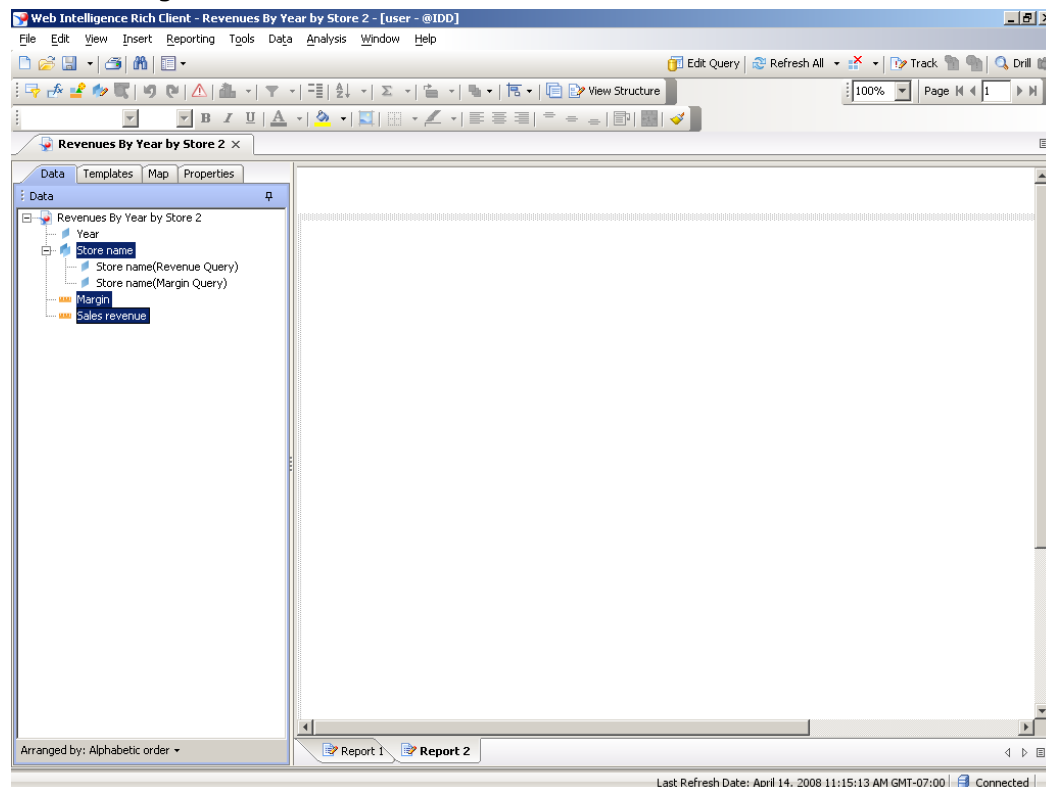 Web Intelligence Rich Client - Revenues By Year by Store 2 - [user - @IDD]
File Edit View Insert Reporting Tools Data Analysis Window Help
Edit Query Refresh All Track Drill
View Structure 100% Page 1
B I U A
Revenues By Year by Store 2
Data Templates Map Properties
Data
Revenues By Year by Store 2
Year
Store name
Store name(Revenue Query)
Store name(Margin Query)
Margin
Sales revenue
Arranged by: Alphabetic order
Report 1 Report 2
Last Refresh Date: April 14, 2008 11:15:13 AM GMT-07:00 Connected